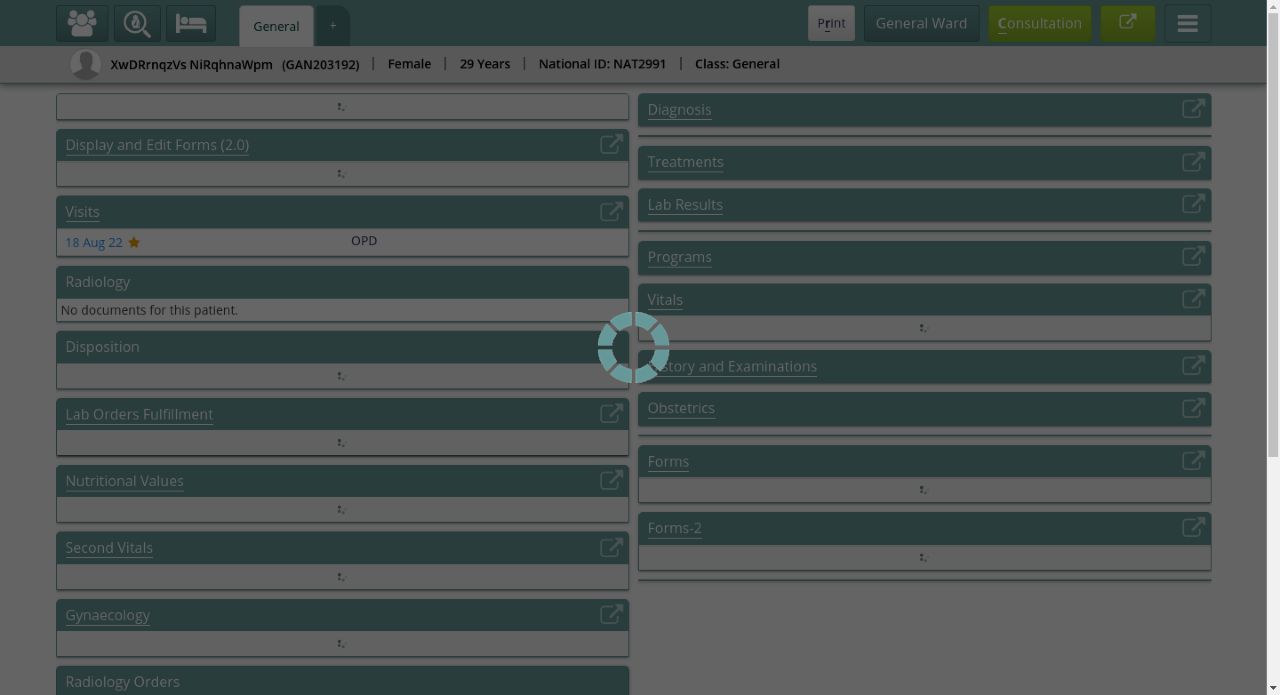 General
+
Print
General Ward
Consultation
XwDRrnqzVs NiRqhnaWpm (GAN203192) | Female | 29 Years | National ID: NAT2991 | Class: General
Display and Edit Forms (2.0)
Visits
18 Aug 22
OPD
Radiology
No documents for this patient.
Disposition
Lab Orders Fulfillment
Nutritional Values
Second Vitals
Gynaecology
Radiology Orders
Diagnosis
Treatments
Lab Results
Programs
Vitals
History and Examinations
Obstetrics
Forms
Forms-2